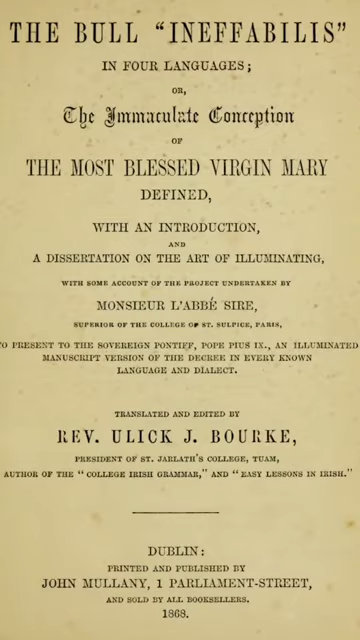 THE BULL "INEFFABILIS"
IN FOUR LANGUAGES;
OR,
The Immaculate Conception
OF
THE MOST BLESSED VIRGIN MARY
DEFINED,
WITH AN INTRODUCTION,
AND
A DISSERTATION ON THE ART OF ILLUMINATING,
WITH SOME ACCOUNT OF THE PROJECT UNDERTAKEN BY
MONSIEUR L'ABBÉ SIRE,
SUPERIOR OF THE COLLEGE OF ST. SULPICE, PARIS,
TO PRESENT TO THE SOVEREIGN PONTIFF, POPE PIUS IX., AN ILLUMINATED
MANUSCRIPT VERSION OF THE DECREE IN EVERY KNOWN
LANGUAGE AND DIALECT.
TRANSLATED AND EDITED BY
REV. ULICK J. BOURKE,
PRESIDENT OF ST. JARLATH'S COLLEGE, TUAM,
AUTHOR OF THE "COLLEGE IRISH GRAMMAR," AND "EASY LESSONS IN IRISH."
DUBLIN:
PRINTED AND PUBLISHED BY
JOHN MULLANY, 1 PARLIAMENT-STREET,
AND SOLD BY ALL BOOKSELLERS.
1868.